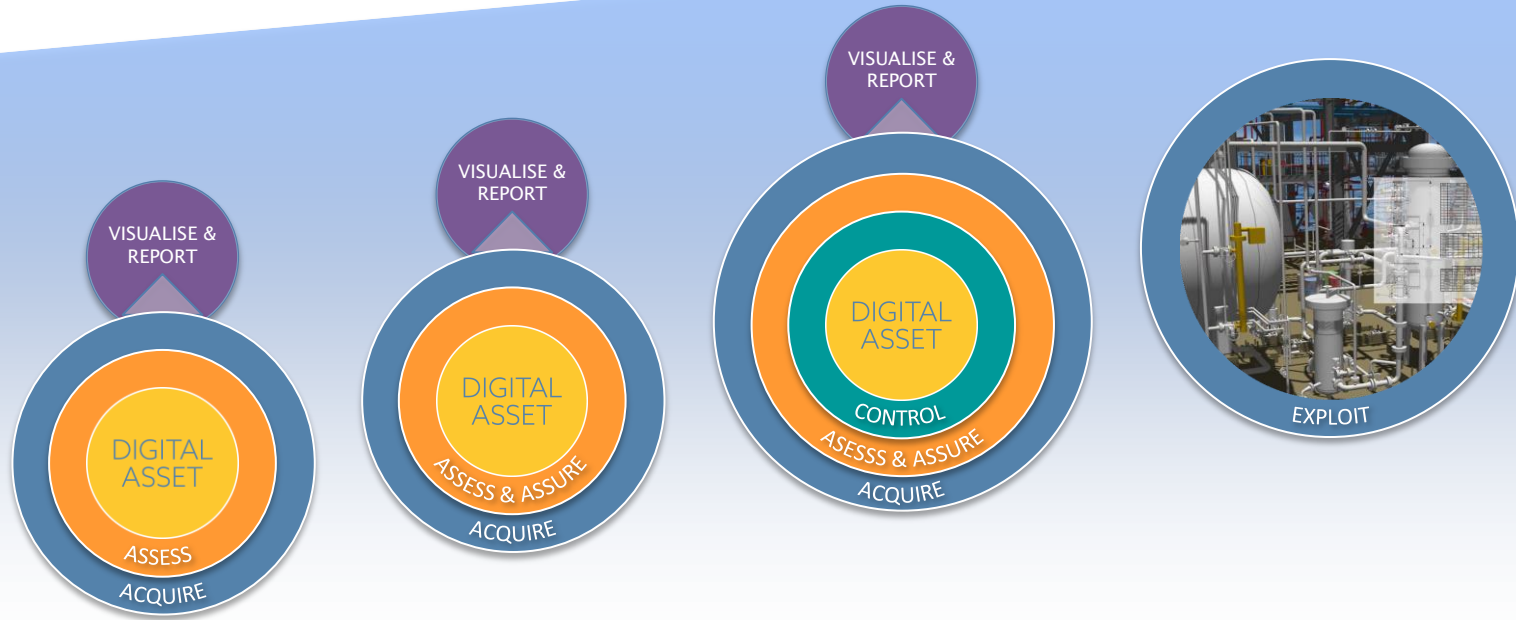 VISUALISE &
REPORT
DIGITAL
ASSET
ASSESS
ACQUIRE
VISUALISE &
REPORT
DIGITAL
ASSET
ASSESS & ASSURE
ACQUIRE
VISUALISE &
REPORT
DIGITAL
ASSET
CONTROL
ASESSS & ASSURE
ACQUIRE
EXPLOIT